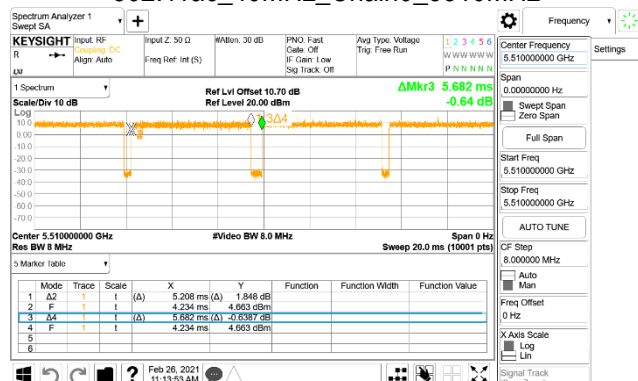 Spectrum Analyzer 1
Swept SA
Frequency
KEYSIGHT
Input: RF
Coupling: DC
Align: Auto
Input Z: 50 Ω
Freq Ref: Int (S)
#Atten: 30 dB
PNO: Fast
Gate: Off
IF Gain: Low
Sig Track: Off
Avg Type: Voltage
Trig: Free Run
1 2 3 4 5 6
W W W W W W
P N N N N N
R
1 Spectrum
Scale/Div 10 dB
Ref Lvl Offset 10.70 dB
Ref Level 20.00 dBm
ΔMkr3 5.682 ms
-0.64 dB
Log
10.0
0.00
-10.0
-20.0
-30.0
-40.0
-50.0
-60.0
-70.0
3Δ4
Center 5.510000000 GHz
Res BW 8 MHz
#Video BW 8.0 MHz
Span 0 Hz
Sweep 20.0 ms (10001 pts)
5 Marker Table
Mode Trace Scale X Y Function Function Width Function Value
1 Δ2 1 t (Δ) 5.208 ms (Δ) 1.848 dB
2 F 1 t 4.234 ms 4.663 dBm
3 Δ4 1 t (Δ) 5.682 ms (Δ) -0.6387 dB
4 F 1 t 4.234 ms 4.663 dBm
5
6
Feb 26, 2021
11:13:53 AM
Center Frequency
5.510000000 GHz
Settings
Span
0.00000000 Hz
Swept Span
Zero Span
Full Span
Start Freq
5.510000000 GHz
Stop Freq
5.510000000 GHz
AUTO TUNE
CF Step
8.000000 MHz
Auto
Man
Freq Offset
0 Hz
X Axis Scale
Log
Lin
Signal Track